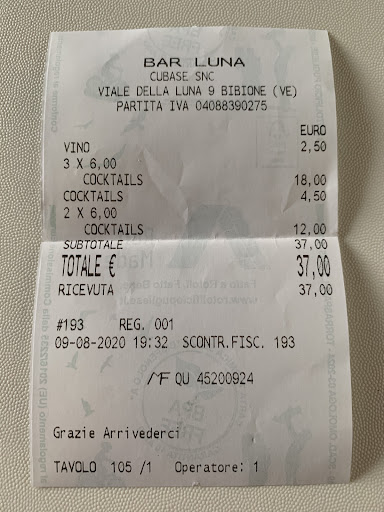 BAR LUNA
CUBASE SNC
VIALE DELLA LUNA 9 BIBIONE (VE)
PARTITA IVA 04088390275
EURO
VINO 2,50
3 X 6,00
COCKTAILS 18,00
COCKTAILS 4,50
2 X 6,00
COCKTAILS 12,00
SUBTOTALE 37,00
TOTALE € 37,00
RICEVUTA 37,00
#193 REG. 001
09-08-2020 19:32 SCONTR.FISC. 193
MF QU 45200924
Grazie Arrivederci
TAVOLO 105 /1 Operatore: 1